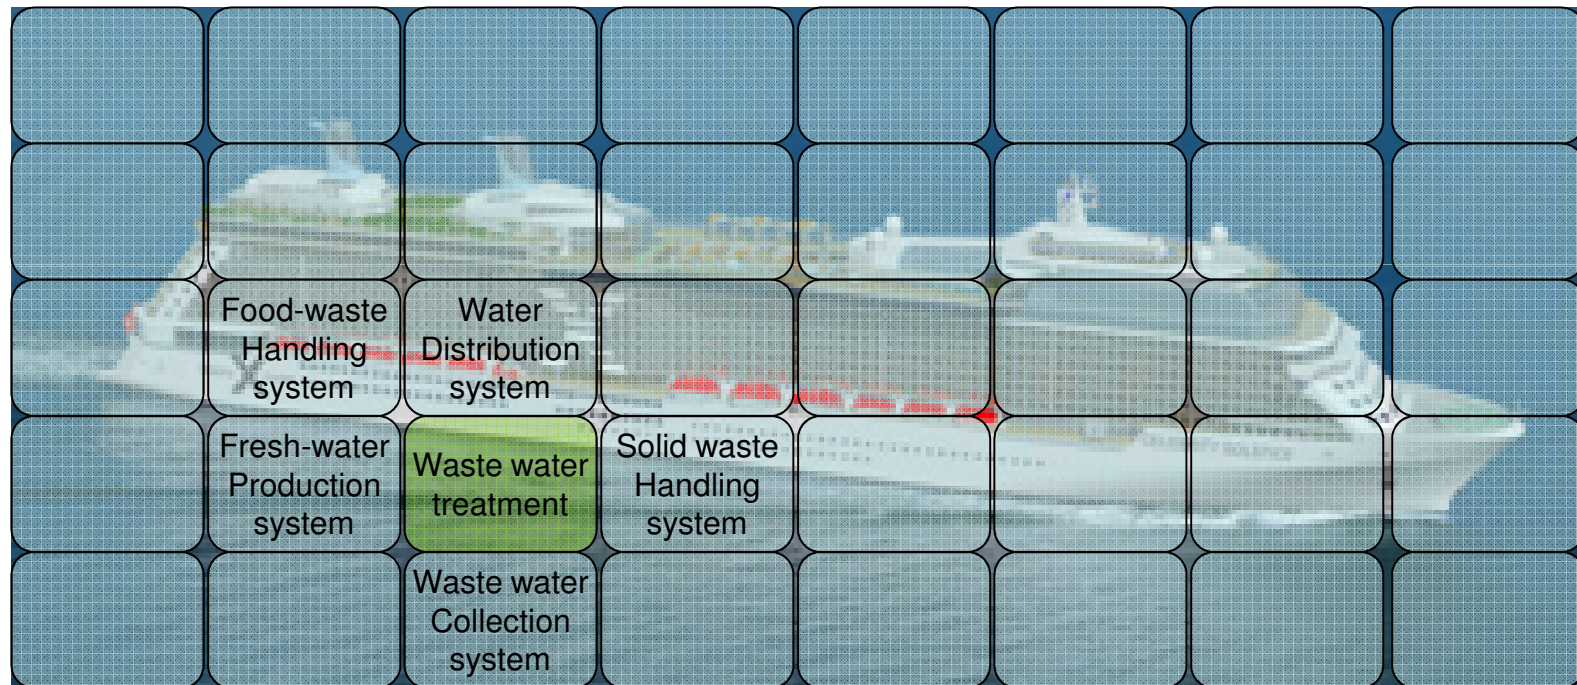 Food-waste
Handling
system
Water
Distribution
system
Fresh-water
Production
system
Waste water
treatment
Solid waste
Handling
system
Waste water
Collection
system